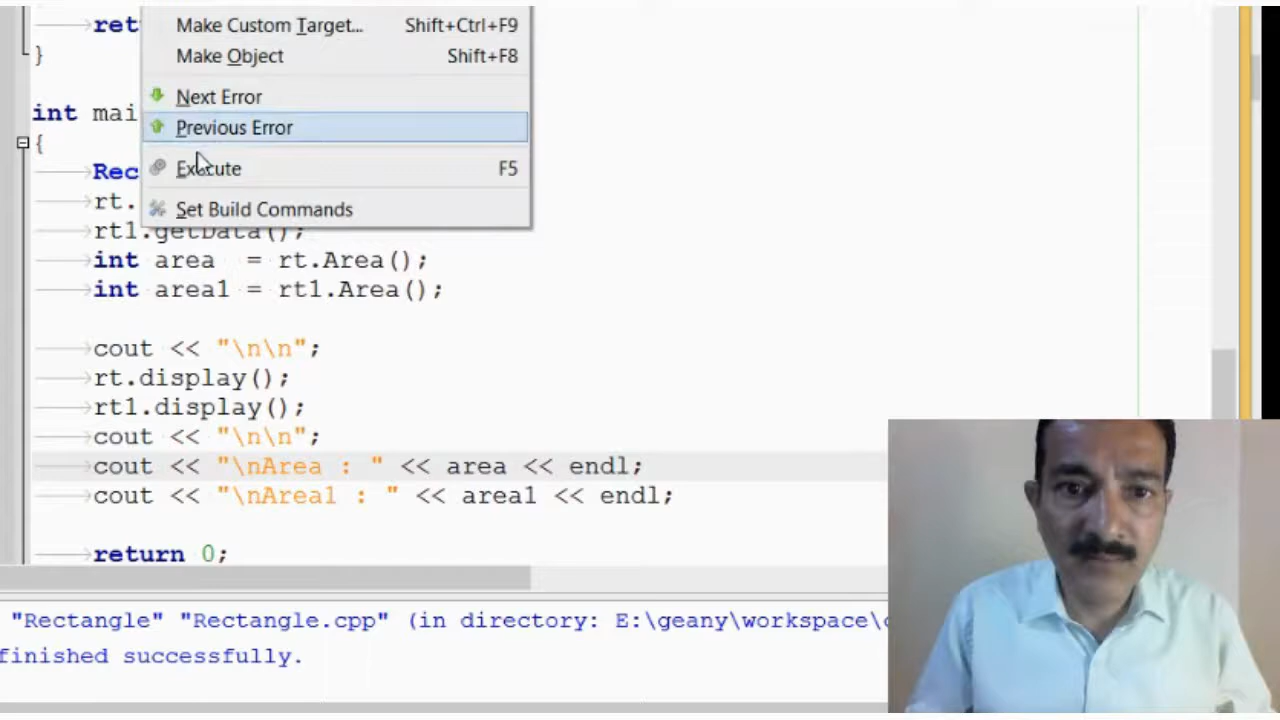 ret
Make Custom Target... Shift+Ctrl+F9
}
Make Object Shift+F8
Next Error
int mai
Previous Error
{
Rec
Execute F5
rt.
Set Build Commands
rt1.getData();
int area = rt.Area();
int area1 = rt1.Area();
cout << "\n\n";
rt.display();
rt1.display();
cout << "\n\n";
cout << "\nArea : " << area << endl;
cout << "\nArea1 : " << area1 << endl;
return 0;
"Rectangle" "Rectangle.cpp" (in directory: E:\geany\workspace\
finished successfully.